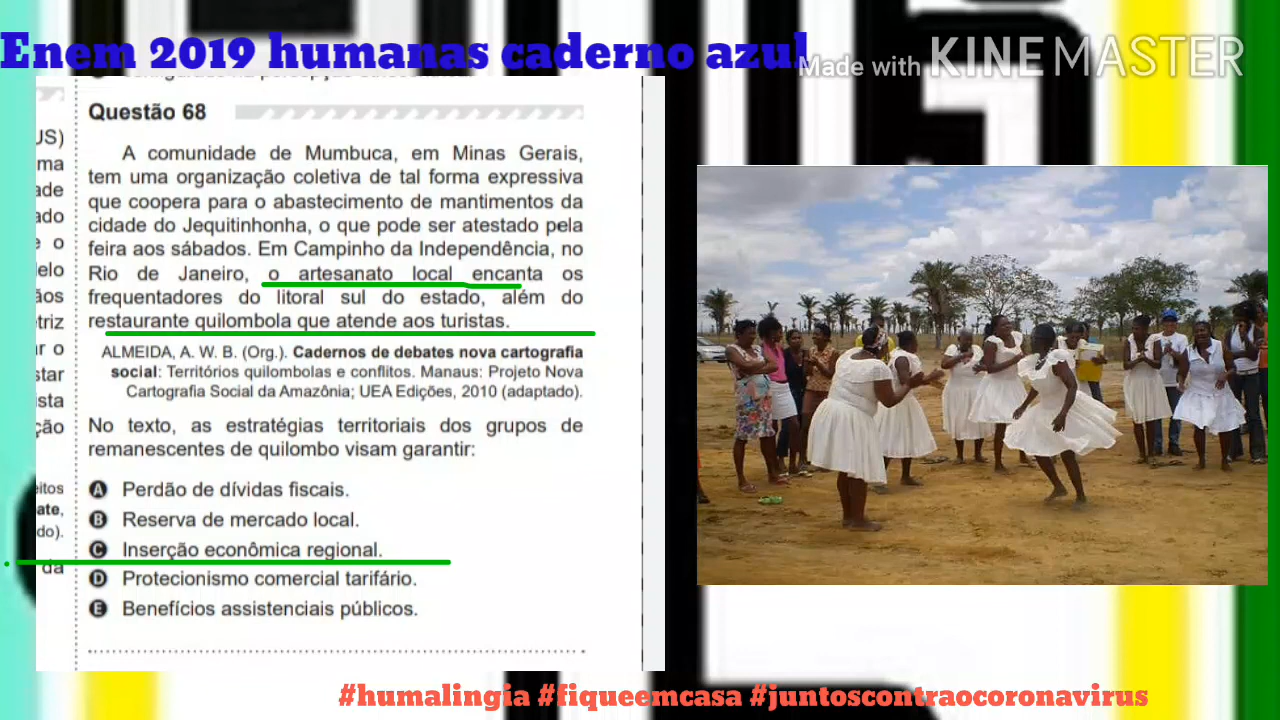 Enem 2019 humanas caderno azul
Made with KINEMASTER
Questão 68
A comunidade de Mumbuca, em Minas Gerais,
tem uma organização coletiva de tal forma expressiva
que coopera para o abastecimento de mantimentos da
cidade do Jequitinhonha, o que pode ser atestado pela
feira aos sábados. Em Campinho da Independência, no
Rio de Janeiro, o artesanato local encanta os
frequentadores do litoral sul do estado, além do
restaurante quilombola que atende aos turistas.
ALMEIDA, A. W. B. (Org.). Cadernos de debates nova cartografia
social: Territórios quilombolas e conflitos. Manaus: Projeto Nova
Cartografia Social da Amazônia; UEA Edições, 2010 (adaptado).
No texto, as estratégias territoriais dos grupos de
remanescentes de quilombo visam garantir:
A Perdão de dívidas fiscais.
B Reserva de mercado local.
C Inserção econômica regional.
D Protecionismo comercial tarifário.
E Benefícios assistenciais públicos.
#humalingia #fiqueemcasa #juntoscontraocoronavirus